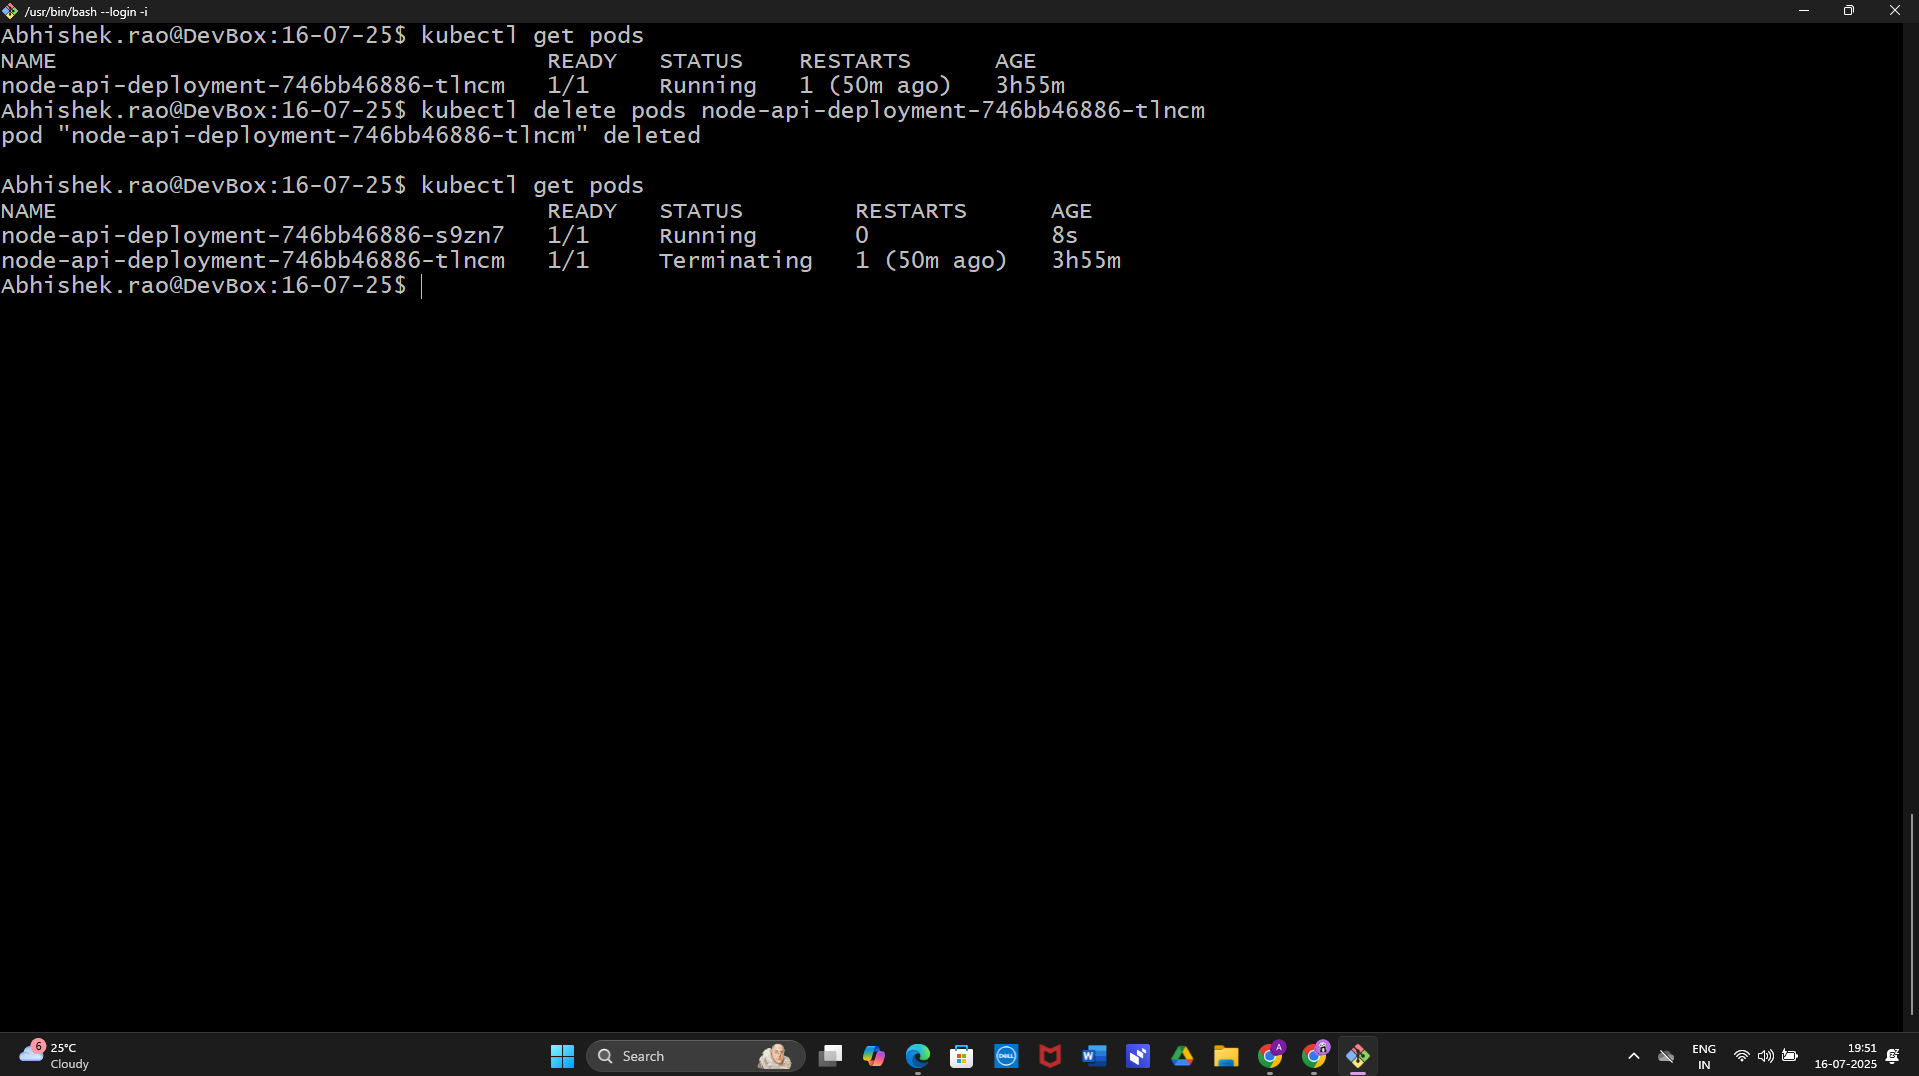 /usr/bin/bash --login -i
Abhishek.rao@DevBox:16-07-25$ kubectl get pods
NAME READY STATUS RESTARTS AGE
node-api-deployment-746bb46886-tlncm 1/1 Running 1 (50m ago) 3h55m
Abhishek.rao@DevBox:16-07-25$ kubectl delete pods node-api-deployment-746bb46886-tlncm
pod "node-api-deployment-746bb46886-tlncm" deleted
Abhishek.rao@DevBox:16-07-25$ kubectl get pods
NAME READY STATUS RESTARTS AGE
node-api-deployment-746bb46886-s9zn7 1/1 Running 0 8s
node-api-deployment-746bb46886-tlncm 1/1 Terminating 1 (50m ago) 3h55m
Abhishek.rao@DevBox:16-07-25$
6
25°C
Cloudy
Search
DELL
W
A
ENG
IN
19:51
16-07-2025